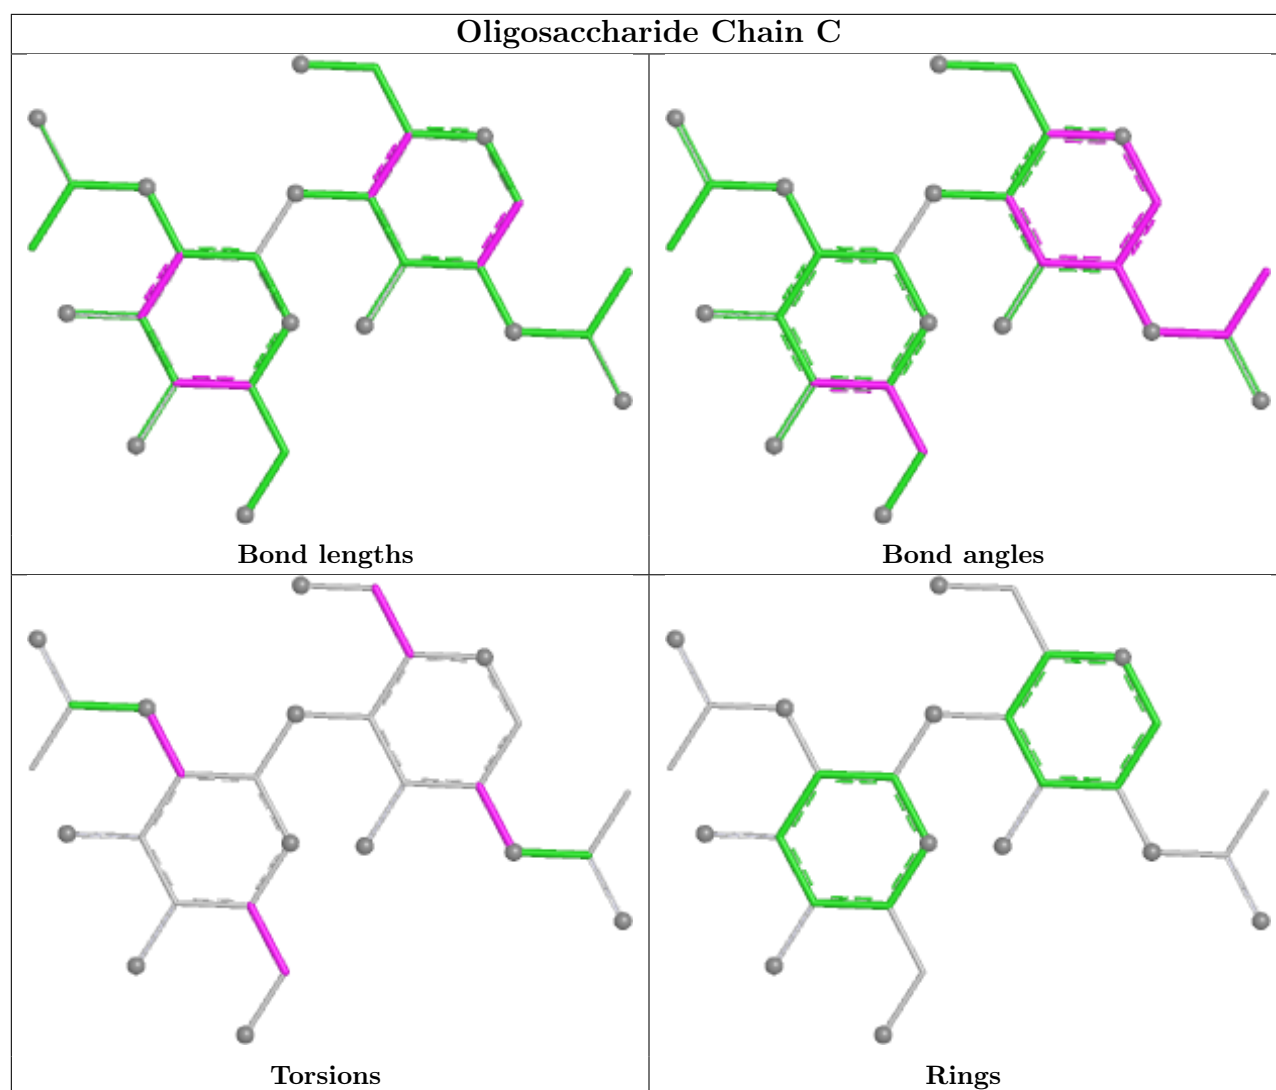 Oligosaccharide Chain C
Bond lengths
Bond angles
Torsions
Rings